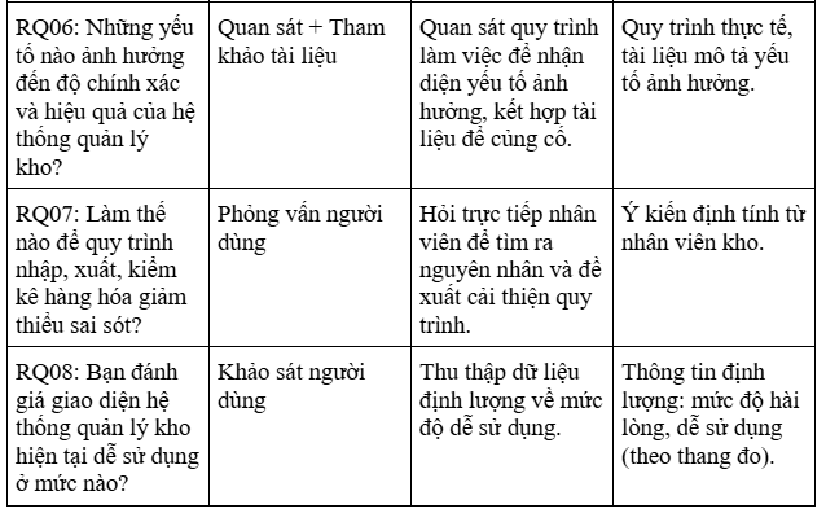 RQ06: Những yếu
tố nào ảnh hưởng
đến độ chính xác
và hiệu quả của hệ
thống quản lý
kho?
Quan sát + Tham
khảo tài liệu
Quan sát quy trình
làm việc để nhận
diện yếu tố ảnh
hưởng, kết hợp tài
liệu để củng cố.
Quy trình thực tế,
tài liệu mô tả yếu
tố ảnh hưởng.
RQ07: Làm thế
nào để quy trình
nhập, xuất, kiểm
kê hàng hóa giảm
thiểu sai sót?
Phỏng vấn người
dùng
Hỏi trực tiếp nhân
viên để tìm ra
nguyên nhân và đề
xuất cải thiện quy
trình.
Ý kiến định tính từ
nhân viên kho.
RQ08: Bạn đánh
giá giao diện hệ
thống quản lý kho
hiện tại dễ sử dụng
ở mức nào?
Khảo sát người
dùng
Thu thập dữ liệu
định lượng về mức
độ dễ sử dụng.
Thông tin định
lượng: mức độ hài
lòng, dễ sử dụng
(theo thang đo).